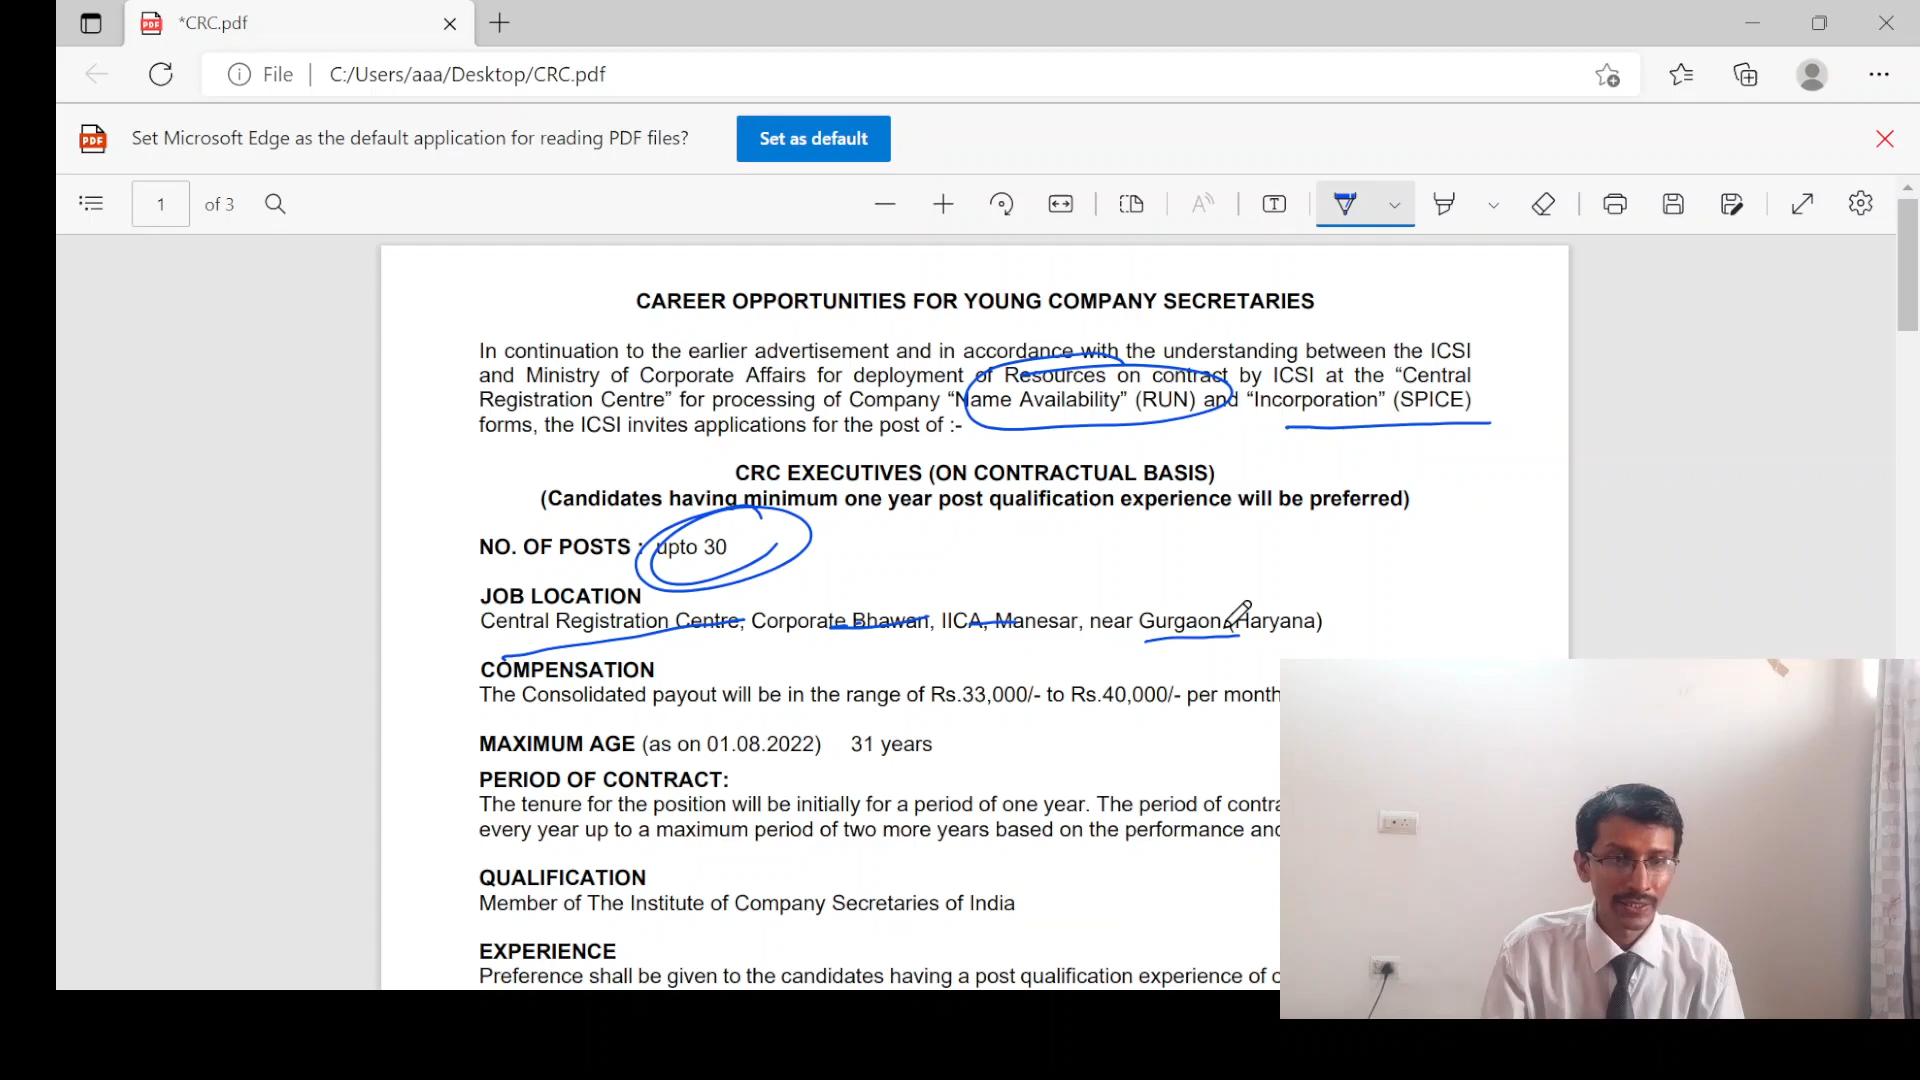 *CRC.pdf
File
C:/Users/aaa/Desktop/CRC.pdf
PDF
Set Microsoft Edge as the default application for reading PDF files?
Set as default
1 of 3
CAREER OPPORTUNITIES FOR YOUNG COMPANY SECRETARIES
In continuation to the earlier advertisement and in accordance with the understanding between the ICSI
and Ministry of Corporate Affairs for deployment of Resources on contract by ICSI at the “Central
Registration Centre” for processing of Company “Name Availability” (RUN) and “Incorporation” (SPICE)
forms, the ICSI invites applications for the post of :-
CRC EXECUTIVES (ON CONTRACTUAL BASIS)
(Candidates having minimum one year post qualification experience will be preferred)
NO. OF POSTS : upto 30
JOB LOCATION
Central Registration Centre, Corporate Bhawan, IICA, Manesar, near Gurgaon Haryana)
COMPENSATION
The Consolidated payout will be in the range of Rs.33,000/- to Rs.40,000/- per month
MAXIMUM AGE (as on 01.08.2022) 31 years
PERIOD OF CONTRACT:
The tenure for the position will be initially for a period of one year. The period of contra
every year up to a maximum period of two more years based on the performance and
QUALIFICATION
Member of The Institute of Company Secretaries of India
EXPERIENCE
Preference shall be given to the candidates having a post qualification experience of